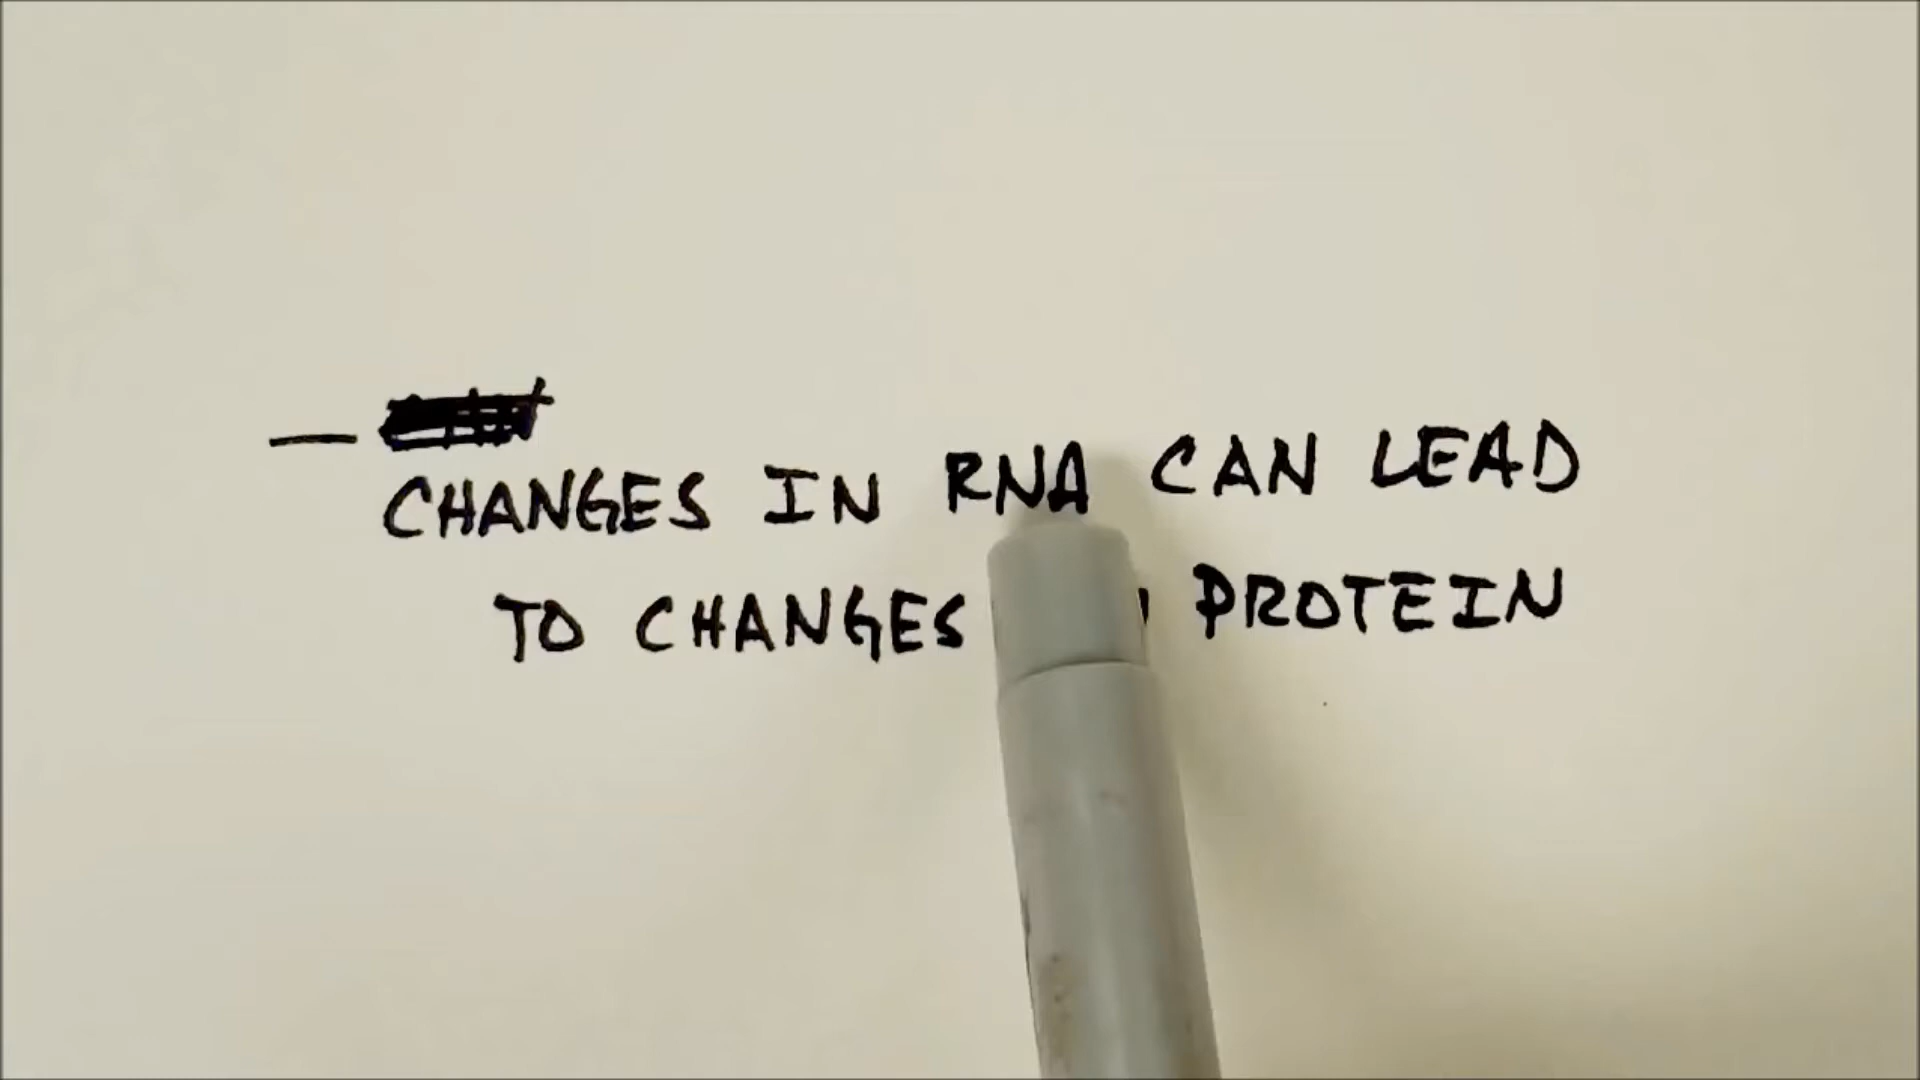 — CHANGES IN RNA CAN LEAD
TO CHANGES PROTEIN